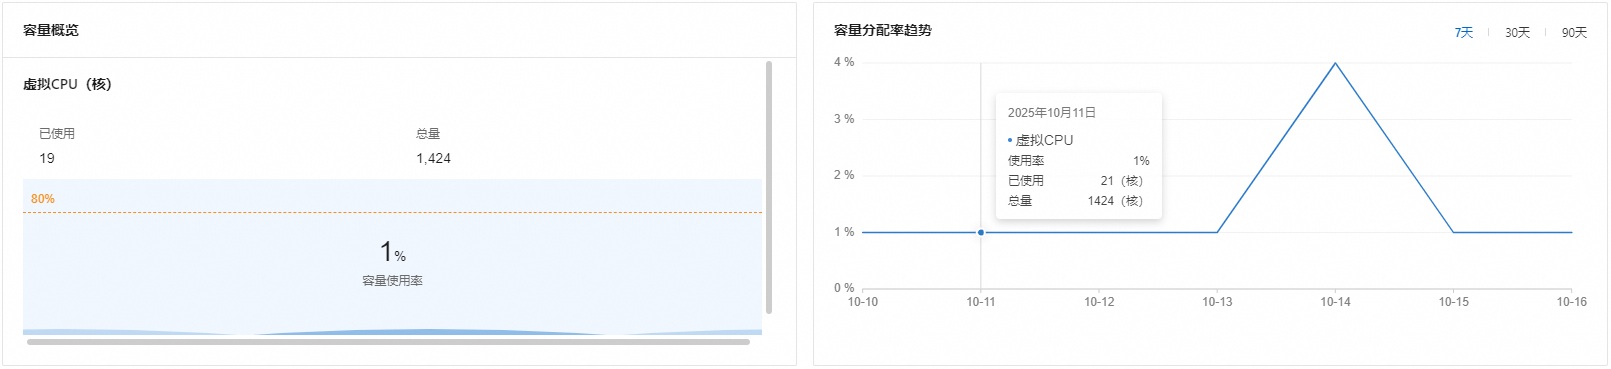 容量概览
虚拟CPU（核）
已使用
总量
19
1,424
80%
1%
容量使用率
容量分配率趋势
7天
30天
90天
4 %
3 %
2 %
1 %
0 %
2025年10月11日
虚拟CPU
使用率 1%
已使用 21（核）
总量 1424（核）
10-10
10-11
10-12
10-13
10-14
10-15
10-16